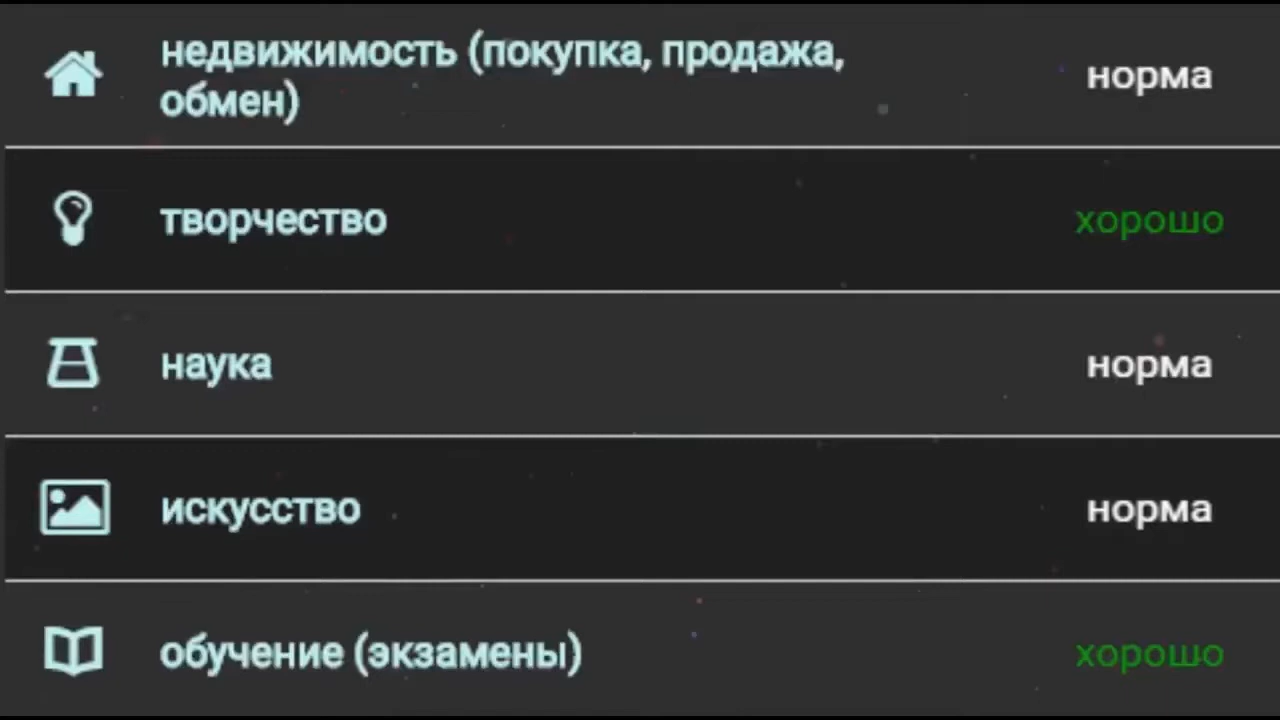 недвижимость (покупка, продажа,
обмен)
норма
творчество
хорошо
наука
норма
искусство
норма
обучение (экзамены)
хорошо